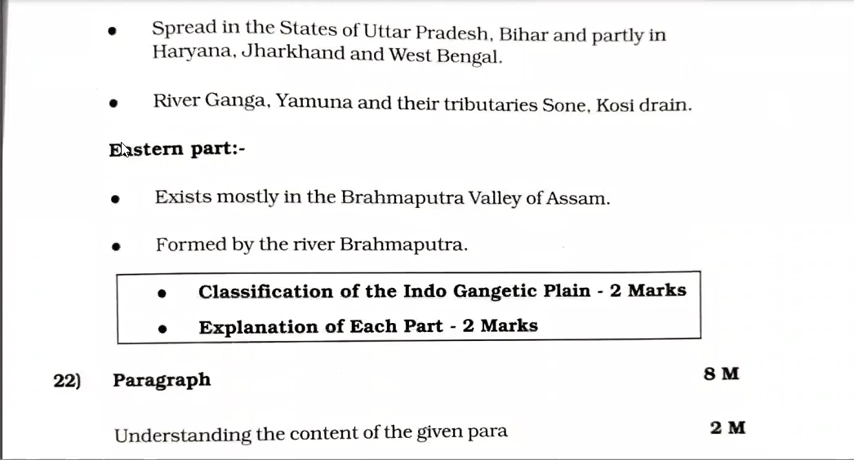 • Spread in the States of Uttar Pradesh, Bihar and partly in
Haryana, Jharkhand and West Bengal.
• River Ganga, Yamuna and their tributaries Sone, Kosi drain.
Eastern part:-
• Exists mostly in the Brahmaputra Valley of Assam.
• Formed by the river Brahmaputra.
• Classification of the Indo Gangetic Plain - 2 Marks
• Explanation of Each Part - 2 Marks
22) Paragraph 8 M
Understanding the content of the given para 2 M